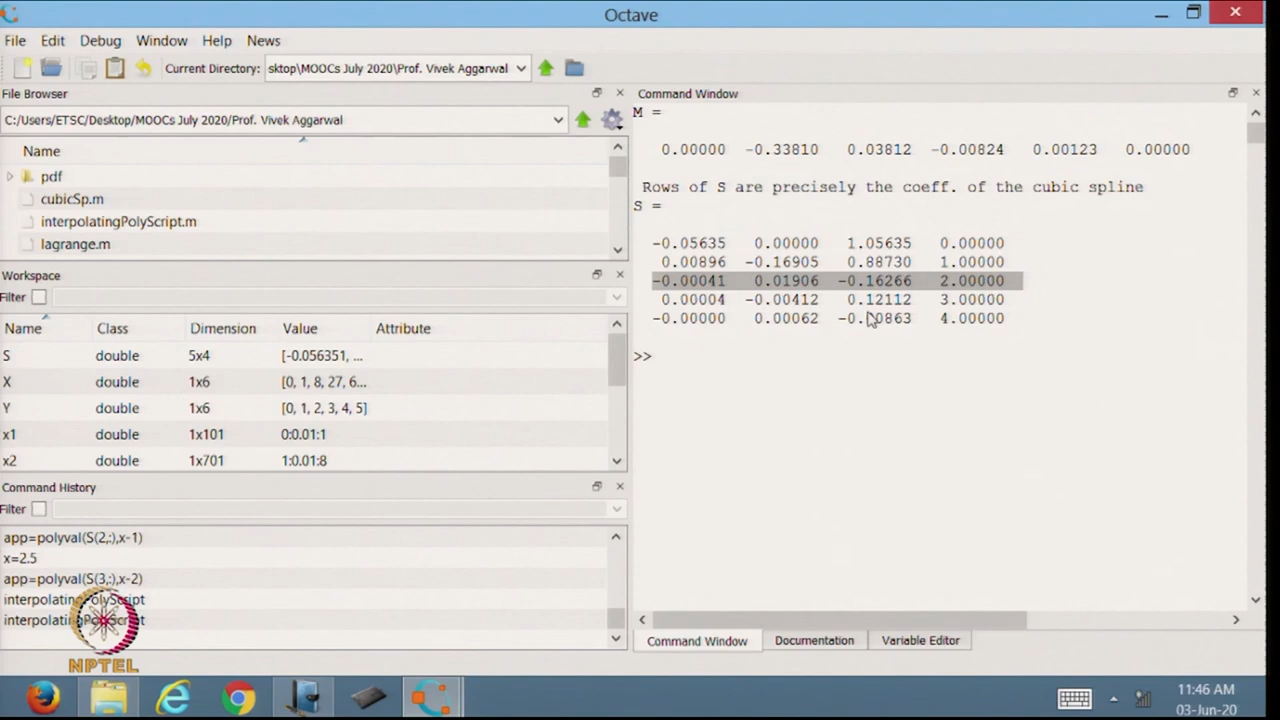 Octave
File Edit Debug Window Help News
Current Directory: sktop\MOOCs July 2020\Prof. Vivek Aggarwal
File Browser
C:/Users/ETSC/Desktop/MOOCs July 2020/Prof. Vivek Aggarwal
Name
pdf
cubicSp.m
interpolatingPolyScript.m
lagrange.m
Workspace
Filter
Name Class Dimension Value Attribute
S double 5x4 [-0.056351, ...
X double 1x6 [0, 1, 8, 27, 6...
Y double 1x6 [0, 1, 2, 3, 4, 5]
x1 double 1x101 0:0.01:1
x2 double 1x701 1:0.01:8
Command History
Filter
app=polyval(S(2,:),x-1)
x=2.5
app=polyval(S(3,:),x-2)
interpolatingPolyScript
interpolatingPolyScript
NPTEL
Command Window
M =
0.00000 -0.33810 0.03812 -0.00824 0.00123 0.00000
Rows of S are precisely the coeff. of the cubic spline
S =
-0.05635 0.00000 1.05635 0.00000
0.00896 -0.16905 0.88730 1.00000
-0.00041 0.01906 -0.16266 2.00000
0.00004 -0.00412 0.12112 3.00000
-0.00000 0.00062 4.00000
>>
Command Window Documentation Variable Editor
11:46 AM
03-Jun-20